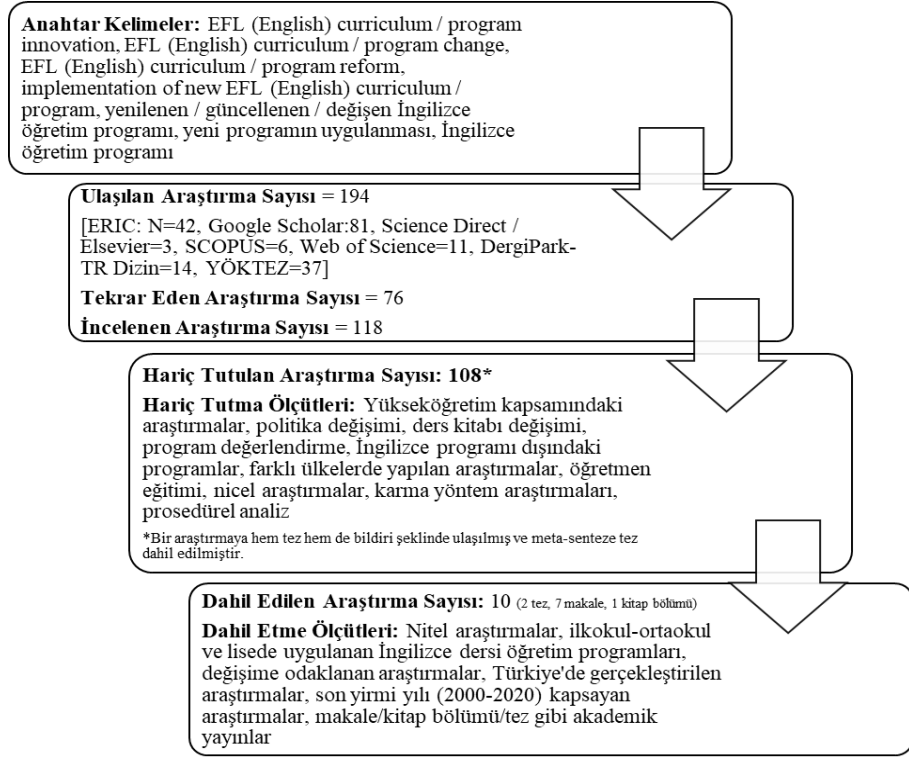 Anahtar Kelimeler: EFL (English) curriculum / program
innovation, EFL (English) curriculum / program change,
EFL (English) curriculum / program reform,
implementation of new EFL (English) curriculum /
program, yenilenen / güncellenen / değişen İngilizce
öğretim programı, yeni programın uygulanması, İngilizce
öğretim programı
Ulaşılan Araştırma Sayısı = 194
[ERIC: N=42, Google Scholar:81, Science Direct /
Elsevier=3, SCOPUS=6, Web of Science=11, DergiPark-
TR Dizin=14, YÖKTEZ=37]
Tekrar Eden Araştırma Sayısı = 76
İncelenen Araştırma Sayısı = 118
Hariç Tutulan Araştırma Sayısı: 108*
Hariç Tutma Ölçütleri: Yükseköğretim kapsamındaki
araştırmalar, politika değişimi, ders kitabı değişimi,
program değerlendirme, İngilizce programı dışındaki
programlar, farklı ülkelerde yapılan araştırmalar, öğretmen
eğitimi, nicel araştırmalar, karma yöntem araştırmaları,
prosedürel analiz
*Bir araştırmaya hem tez hem de bildiri şeklinde ulaşılmış ve meta-senteze tez
dahil edilmiştir.
Dahil Edilen Araştırma Sayısı: 10 (2 tez, 7 makale, 1 kitap bölümü)
Dahil Etme Ölçütleri: Nitel araştırmalar, ilkokul-ortaokul
ve lisede uygulanan İngilizce dersi öğretim programları,
değişime odaklanan araştırmalar, Türkiye'de gerçekleştirilen
araştırmalar, son yirmi yılı (2000-2020) kapsayan
araştırmalar, makale/kitap bölümü/tez gibi akademik
yayınlar